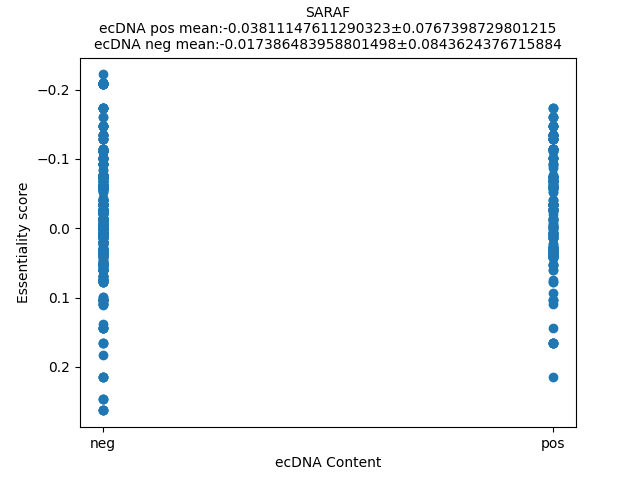 SARAF
ecDNA pos mean:-0.03811147611290323±0.0767398729801215
ecDNA neg mean:-0.017386483958801498±0.0843624376715884
−0.2
−0.1
0.0
0.1
0.2
Essentiality score
neg
pos
ecDNA Content